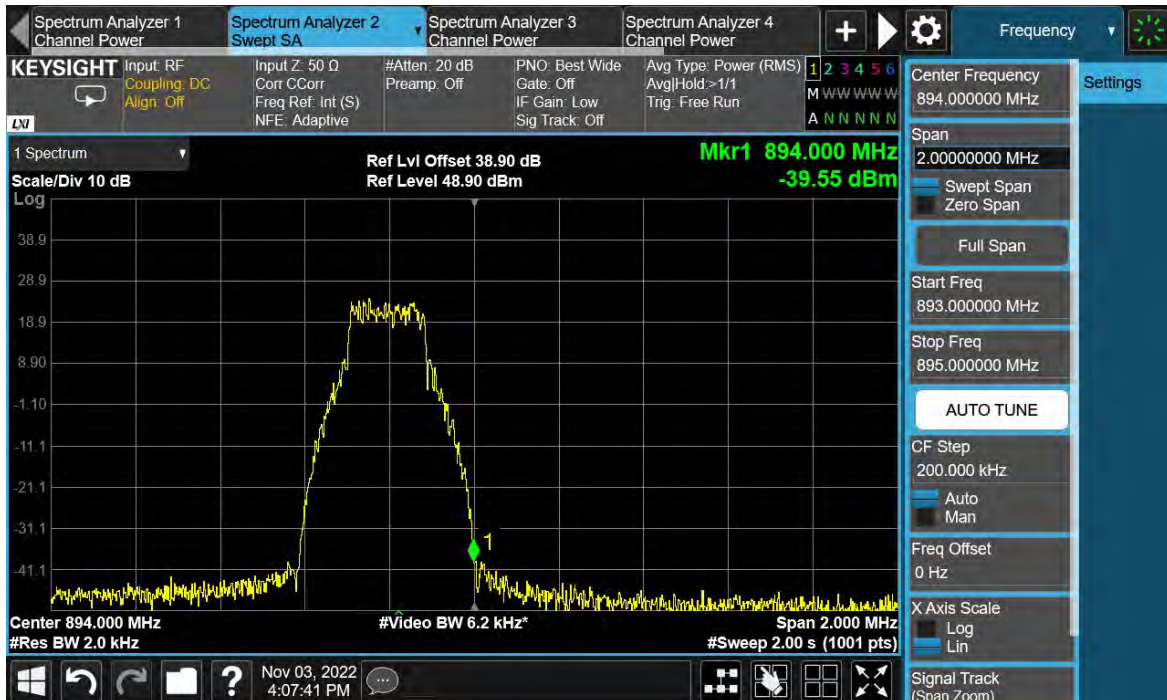 Spectrum Analyzer 1
Channel Power
Spectrum Analyzer 2
Swept SA
Spectrum Analyzer 3
Channel Power
Spectrum Analyzer 4
Channel Power
+
Frequency
KEYSIGHT
LXI
Input: RF
Coupling: DC
Align: Off
Input Z: 50 Ω
Corr CCorr
Freq Ref: Int (S)
NFE: Adaptive
#Atten: 20 dB
Preamp: Off
PNO: Best Wide
Gate: Off
IF Gain: Low
Sig Track: Off
Avg Type: Power (RMS)
Avg|Hold:>1/1
Trig: Free Run
1 2 3 4 5 6
M W W W W W
A N N N N N
1 Spectrum
Scale/Div 10 dB
Log
Ref Lvl Offset 38.90 dB
Ref Level 48.90 dBm
Mkr1 894.000 MHz
-39.55 dBm
38.9
28.9
18.9
8.90
-1.10
-11.1
-21.1
-31.1
-41.1
1
Center 894.000 MHz
#Video BW 6.2 kHz*
Span 2.000 MHz
#Res BW 2.0 kHz
#Sweep 2.00 s (1001 pts)
?
Nov 03, 2022
4:07:41 PM
Center Frequency
894.000000 MHz
Span
2.00000000 MHz
Swept Span
Zero Span
Full Span
Start Freq
893.000000 MHz
Stop Freq
895.000000 MHz
AUTO TUNE
CF Step
200.000 kHz
Auto
Man
Freq Offset
0 Hz
X Axis Scale
Log
Lin
Signal Track
(Span Zoom)
Settings